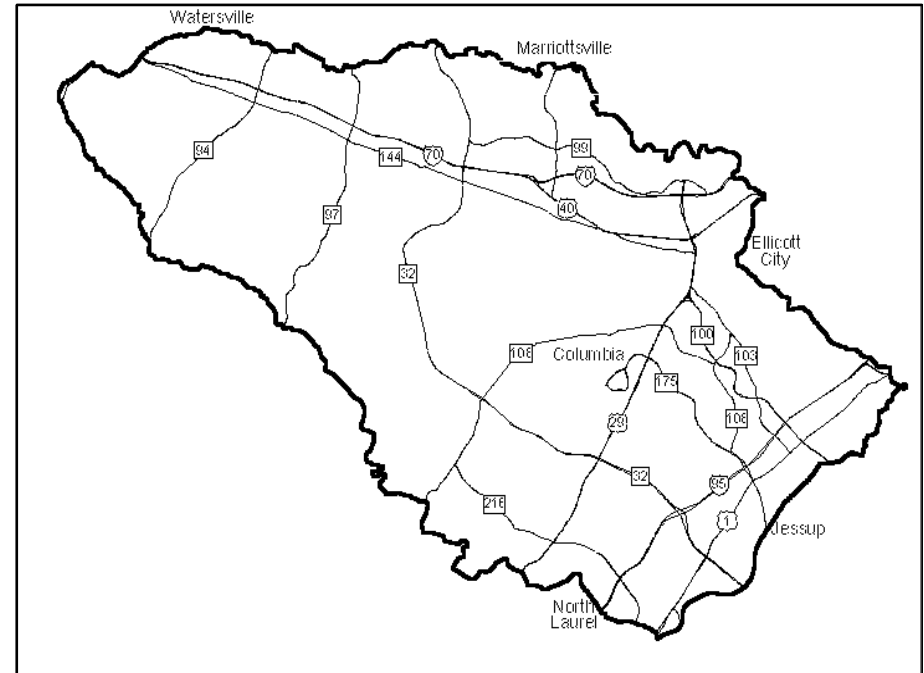 Watersville
Marriottsville
94
144
70
99
70
97
40
Ellicott
City
32
100
108
Columbia
103
175
108
29
32
95
216
1
Jessup
North
Laurel